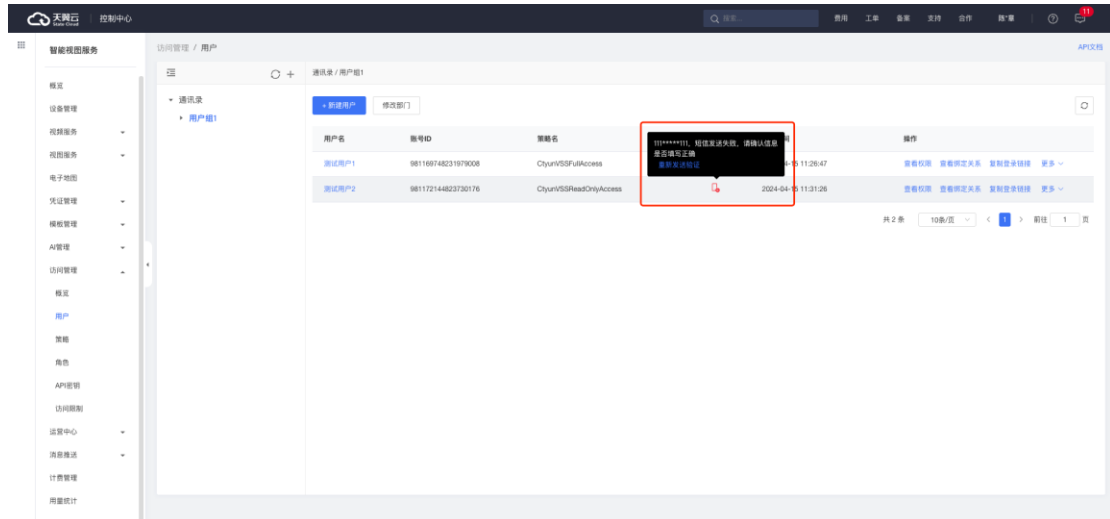 天翼云 控制中心 搜索... 费用 工单 备案 支持 合作 陈*章 11
State Cloud
智能视图服务
概览
设备管理
视频服务
视图服务
电子地图
凭证管理
模板管理
AI管理
访问管理
概览
用户
策略
角色
API密钥
访问限制
运营中心
消息推送
计费管理
用量统计
访问管理 / 用户 API文档
通讯录
用户组1
通讯录 / 用户组1
+ 新建用户 修改部门
用户名 账号ID 策略名 操作
测试用户1 981169748231979008 CtyunVSSFullAccess 4-15 11:26:47 查看权限 查看绑定关系 复制登录链接 更多
111*****111，短信发送失败，请确认信息
是否填写正确
重新发送验证
测试用户2 981172144823730176 CtyunVSSReadOnlyAccess 2024-04-15 11:31:26 查看权限 查看绑定关系 复制登录链接 更多
共 2 条 10条/页 1 前往 1 页